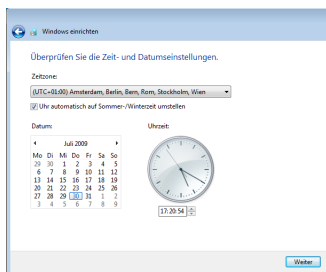 Windows einrichten
Überprüfen Sie die Zeit- und Datumseinstellungen.
Zeitzone:
(UTC+01:00) Amsterdam, Berlin, Bern, Rom, Stockholm, Wien
Uhr automatisch auf Sommer-/Winterzeit umstellen
Datum: Uhrzeit:
Juli 2009
Mo Di Mi Do Fr Sa So
29 30 1 2 3 4 5
6 7 8 9 10 11 12
13 14 15 16 17 18 19
20 21 22 23 24 25 26
27 28 29 30 31 1 2
3 4 5 6 7 8 9
17:20:54
Weiter